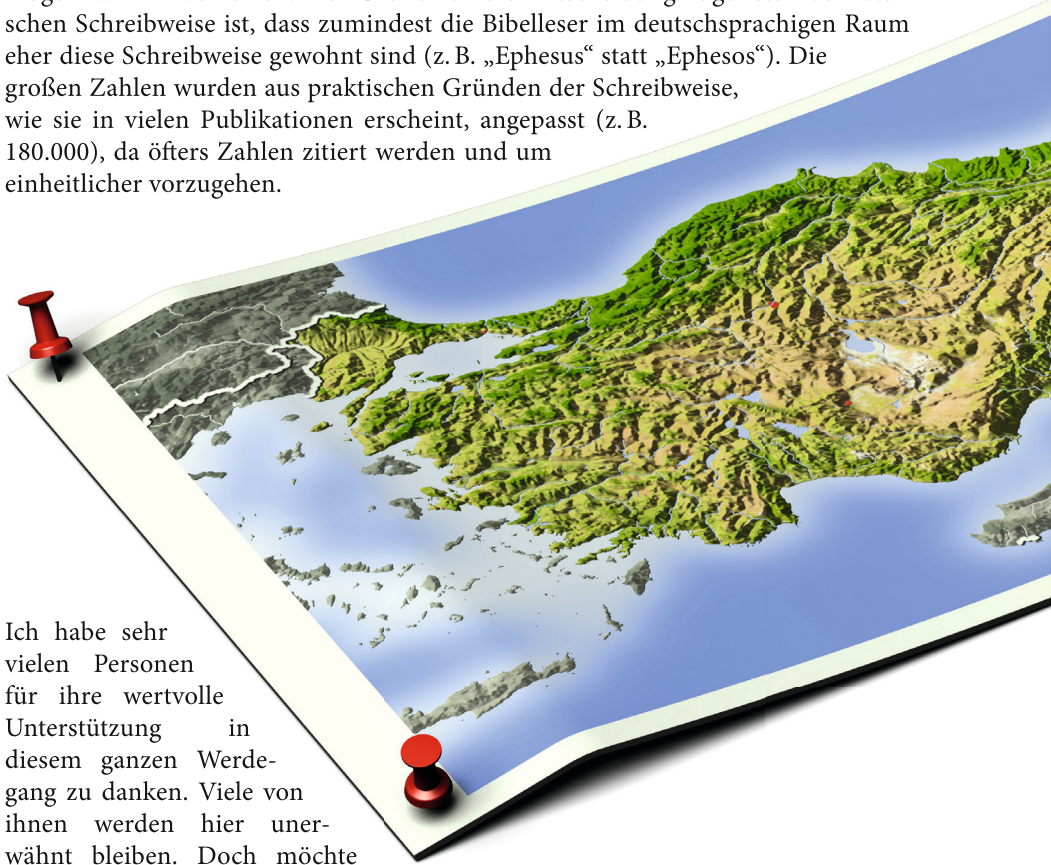 schen Schreibweise ist, dass zumindest die Bibelleser im deutschsprachigen Raum
eher diese Schreibweise gewohnt sind (z. B. „Ephesus“ statt „Ephesos“). Die
großen Zahlen wurden aus praktischen Gründen der Schreibweise,
wie sie in vielen Publikationen erscheint, angepasst (z. B.
180.000), da öfters Zahlen zitiert werden und um
einheitlicher vorzugehen.
Ich habe sehr
vielen Personen
für ihre wertvolle
Unterstützung in
diesem ganzen Werde-
gang zu danken. Viele von
ihnen werden hier uner-
wähnt bleiben. Doch möchte